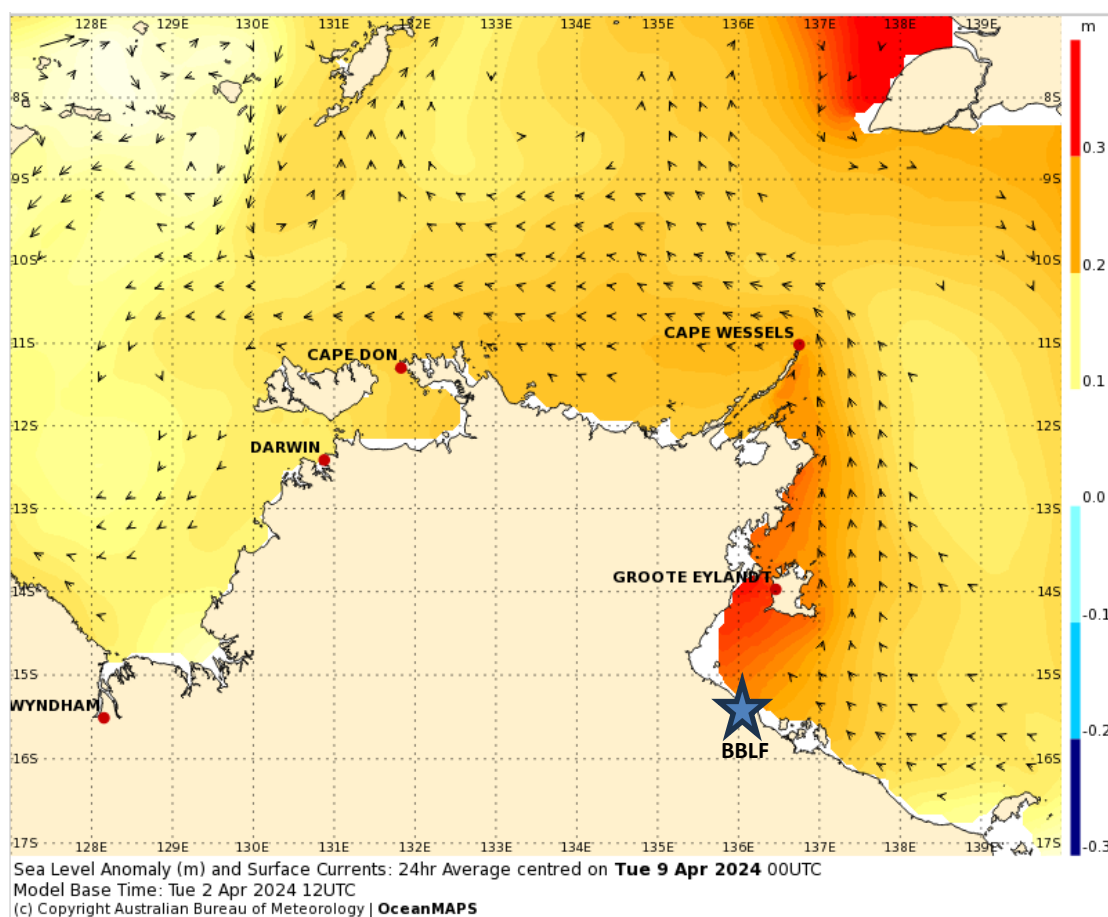 128E 129E 130E 131E 132E 133E 134E 135E 136E 137E 138E 139E
m
8S 8S
0.3
9S 9S
0.2
10S 10S
CAPE WESSELS
11S 11S
CAPE DON
0.1
12S 12S
DARWIN
0.0
13S 13S
GROOTE EYLANDT
14S 14S
-0.1
15S 15S
WYNDHAM
-0.2
BBLF
16S 16S
17S 17S
-0.3
128E 129E 130E 131E 132E 133E 134E 135E 136E 137E 138E 139E
Sea Level Anomaly (m) and Surface Currents: 24hr Average centred on Tue 9 Apr 2024 00UTC
Model Base Time: Tue 2 Apr 2024 12UTC
(c) Copyright Australian Bureau of Meteorology | OceanMAPS